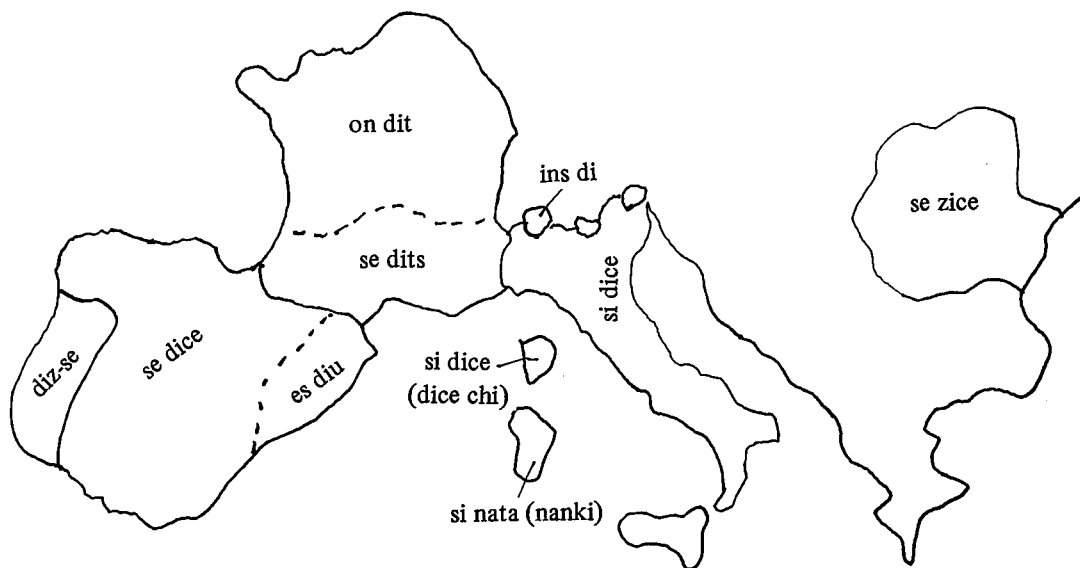 on dit
ins di
se zice
se dits
si dice
se dice
diz-se
es diu
si dice
(dice chi)
si nata (nanki)